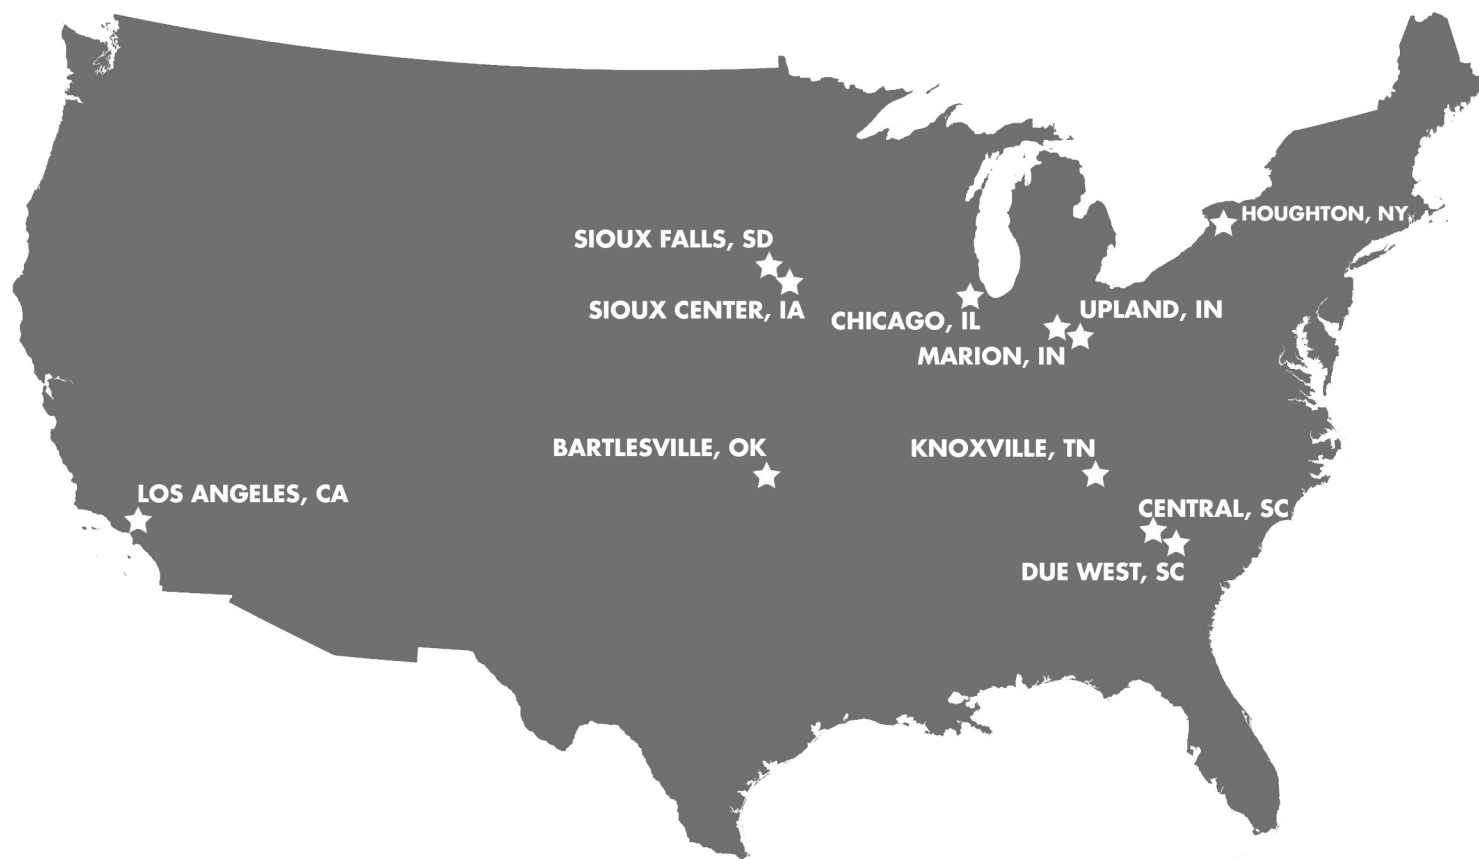 HOUGHTON, NY
SIOUX FALLS, SD
SIOUX CENTER, IA
CHICAGO, IL
UPLAND, IN
MARION, IN
BARTLESVILLE, OK
KNOXVILLE, TN
LOS ANGELES, CA
CENTRAL, SC
DUE WEST, SC